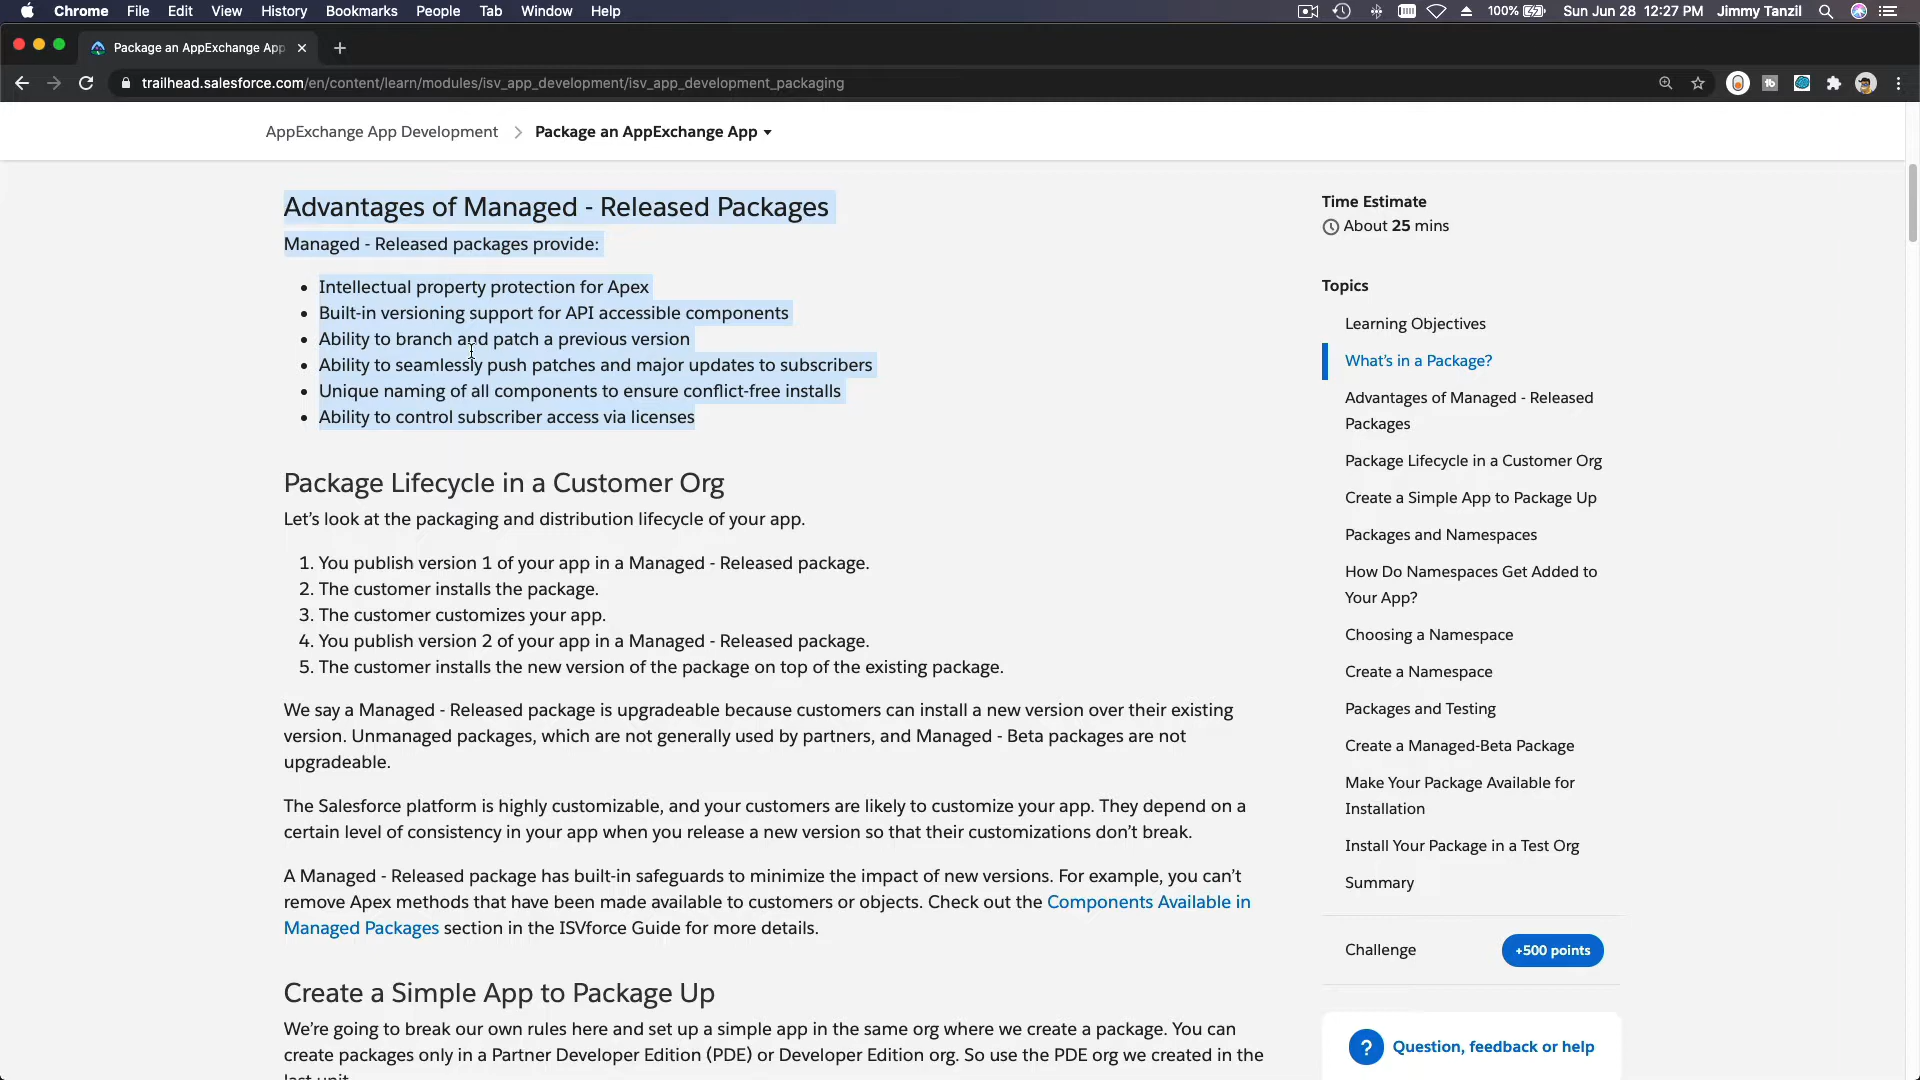 Chrome File Edit View History Bookmarks People Tab Window Help 100% Sun Jun 28 12:27 PM Jimmy Tanzil
Package an AppExchange App
trailhead.salesforce.com/en/content/learn/modules/isv_app_development/isv_app_development_packaging
AppExchange App Development Package an AppExchange App
Advantages of Managed - Released Packages
Managed - Released packages provide:
Intellectual property protection for Apex
Built-in versioning support for API accessible components
Ability to branch and patch a previous version
Ability to seamlessly push patches and major updates to subscribers
Unique naming of all components to ensure conflict-free installs
Ability to control subscriber access via licenses
Package Lifecycle in a Customer Org
Let's look at the packaging and distribution lifecycle of your app.
1. You publish version 1 of your app in a Managed - Released package.
2. The customer installs the package.
3. The customer customizes your app.
4. You publish version 2 of your app in a Managed - Released package.
5. The customer installs the new version of the package on top of the existing package.
We say a Managed - Released package is upgradeable because customers can install a new version over their existing
version. Unmanaged packages, which are not generally used by partners, and Managed - Beta packages are not
upgradeable.
The Salesforce platform is highly customizable, and your customers are likely to customize your app. They depend on a
certain level of consistency in your app when you release a new version so that their customizations don't break.
A Managed - Released package has built-in safeguards to minimize the impact of new versions. For example, you can't
remove Apex methods that have been made available to customers or objects. Check out the Components Available in
Managed Packages section in the ISVforce Guide for more details.
Create a Simple App to Package Up
We're going to break our own rules here and set up a simple app in the same org where we create a package. You can
create packages only in a Partner Developer Edition (PDE) or Developer Edition org. So use the PDE org we created in the
last unit
Time Estimate
About 25 mins
Topics
Learning Objectives
What's in a Package?
Advantages of Managed - Released
Packages
Package Lifecycle in a Customer Org
Create a Simple App to Package Up
Packages and Namespaces
How Do Namespaces Get Added to
Your App?
Choosing a Namespace
Create a Namespace
Packages and Testing
Create a Managed-Beta Package
Make Your Package Available for
Installation
Install Your Package in a Test Org
Summary
Challenge +500 points
? Question, feedback or help